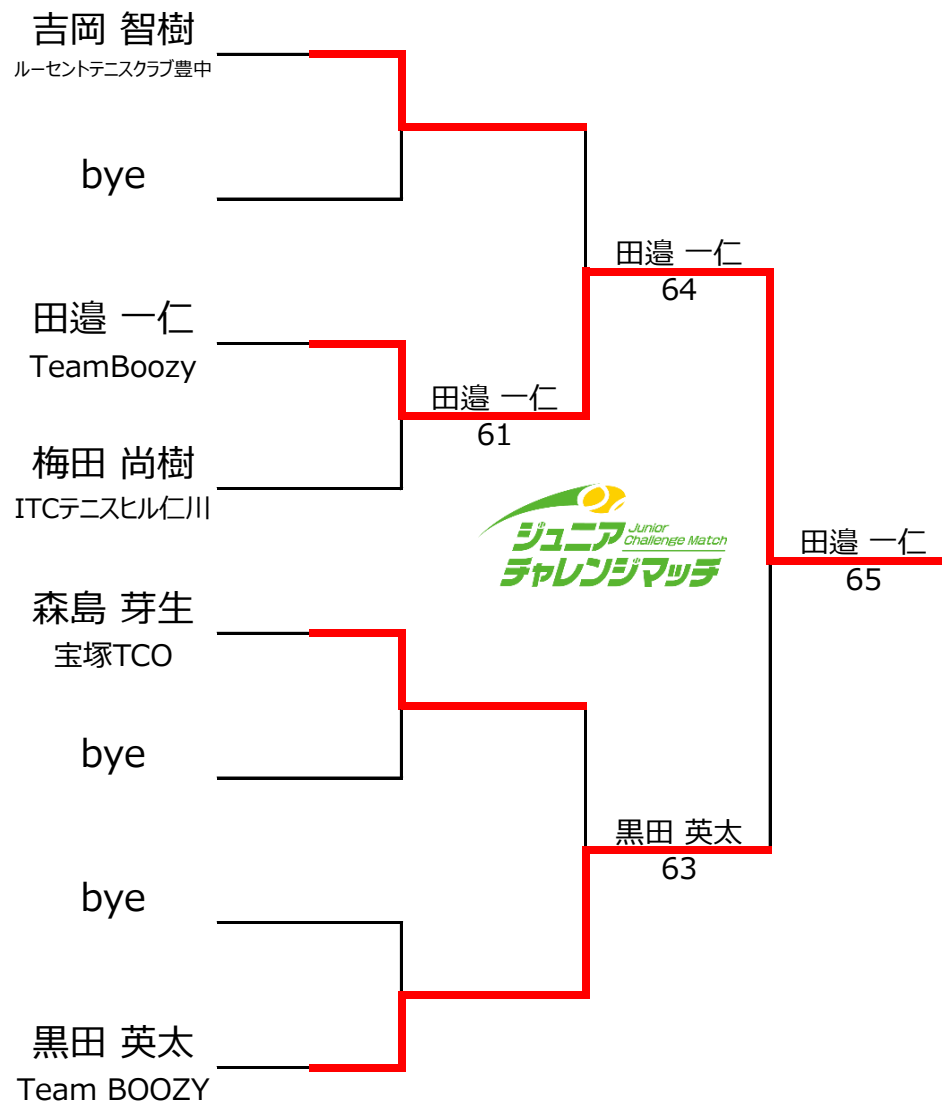 吉岡 智樹
ルーセントテニスクラブ豊中
bye
田邉 一仁
64
田邉 一仁
TeamBoozy
田邉 一仁
61
梅田 尚樹
ITCテニスヒル仁川
ジュニア
Junior
Challenge Match
チャレンジマッチ
田邉 一仁
65
森島 芽生
宝塚TCO
bye
黒田 英太
63
bye
黒田 英太
Team BOOZY